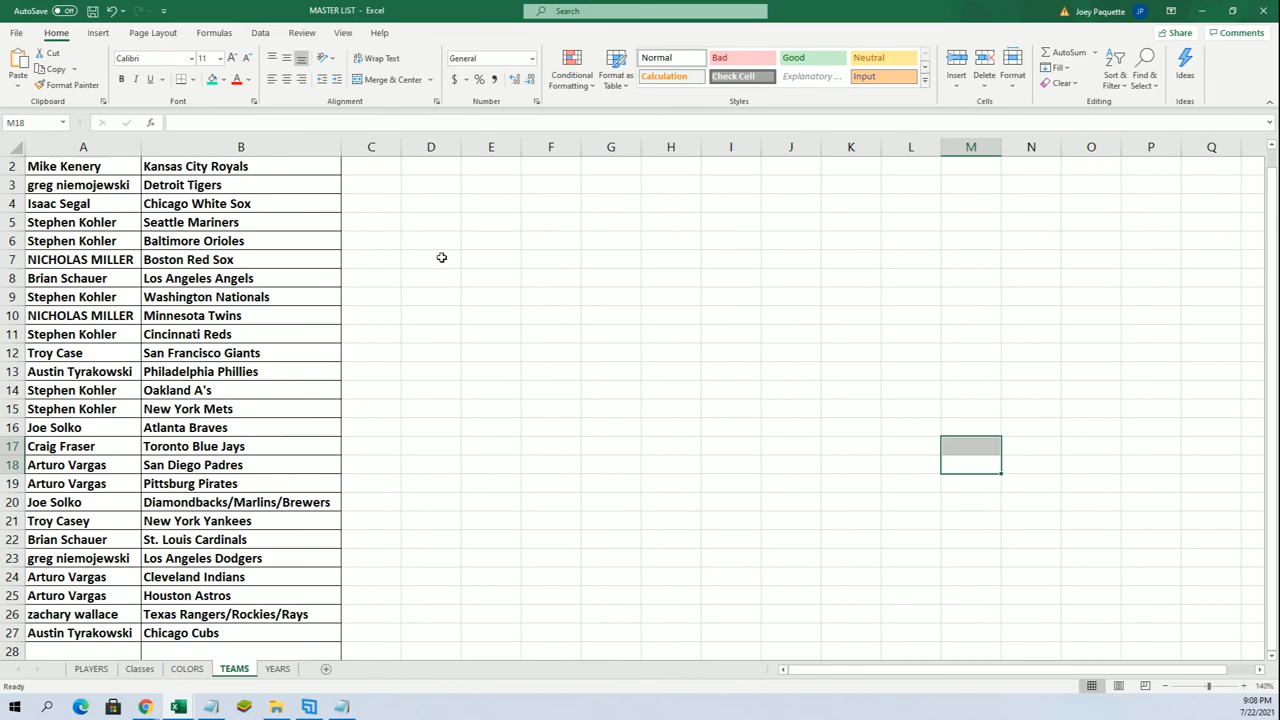 AutoSave Off
MASTER LIST - Excel
Search
Joey Paquette JP
File Home Insert Page Layout Formulas Data Review View Help
Share Comments
Paste
Cut
Copy
Format Painter
Clipboard
Calibri 11
B I U
Font
Wrap Text
Merge & Center
Alignment
General
$ % 9
Number
Conditional Formatting
Format as Table
Normal Bad Good Neutral
Calculation Check Cell Explanatory ... Input
Styles
Insert Delete Format
Cells
AutoSum
Fill
Clear
Sort & Filter
Find & Select
Editing
Ideas
Ideas
M18 fx
A B C D E F G H I J K L M N O P Q
2 Mike Kenery Kansas City Royals
3 greg niemojewski Detroit Tigers
4 Isaac Segal Chicago White Sox
5 Stephen Kohler Seattle Mariners
6 Stephen Kohler Baltimore Orioles
7 NICHOLAS MILLER Boston Red Sox
8 Brian Schauer Los Angeles Angels
9 Stephen Kohler Washington Nationals
10 NICHOLAS MILLER Minnesota Twins
11 Stephen Kohler Cincinnati Reds
12 Troy Case San Francisco Giants
13 Austin Tyrakowski Philadelphia Phillies
14 Stephen Kohler Oakland A's
15 Stephen Kohler New York Mets
16 Joe Solko Atlanta Braves
17 Craig Fraser Toronto Blue Jays
18 Arturo Vargas San Diego Padres
19 Arturo Vargas Pittsburg Pirates
20 Joe Solko Diamondbacks/Marlins/Brewers
21 Troy Casey New York Yankees
22 Brian Schauer St. Louis Cardinals
23 greg niemojewski Los Angeles Dodgers
24 Arturo Vargas Cleveland Indians
25 Arturo Vargas Houston Astros
26 zachary wallace Texas Rangers/Rockies/Rays
27 Austin Tyrakowski Chicago Cubs
28
PLAYERS Classes COLORS TEAMS YEARS
Ready
140%
9:08 PM
7/22/2021